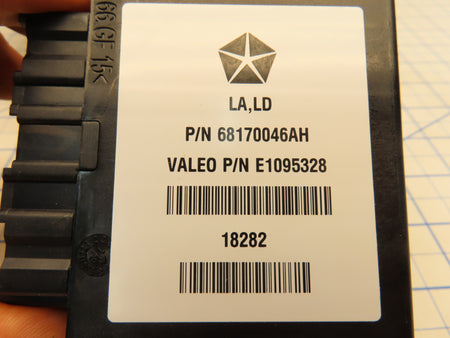 LA,LD
P/N 68170046AH
VALEO P/N E1095328
18282